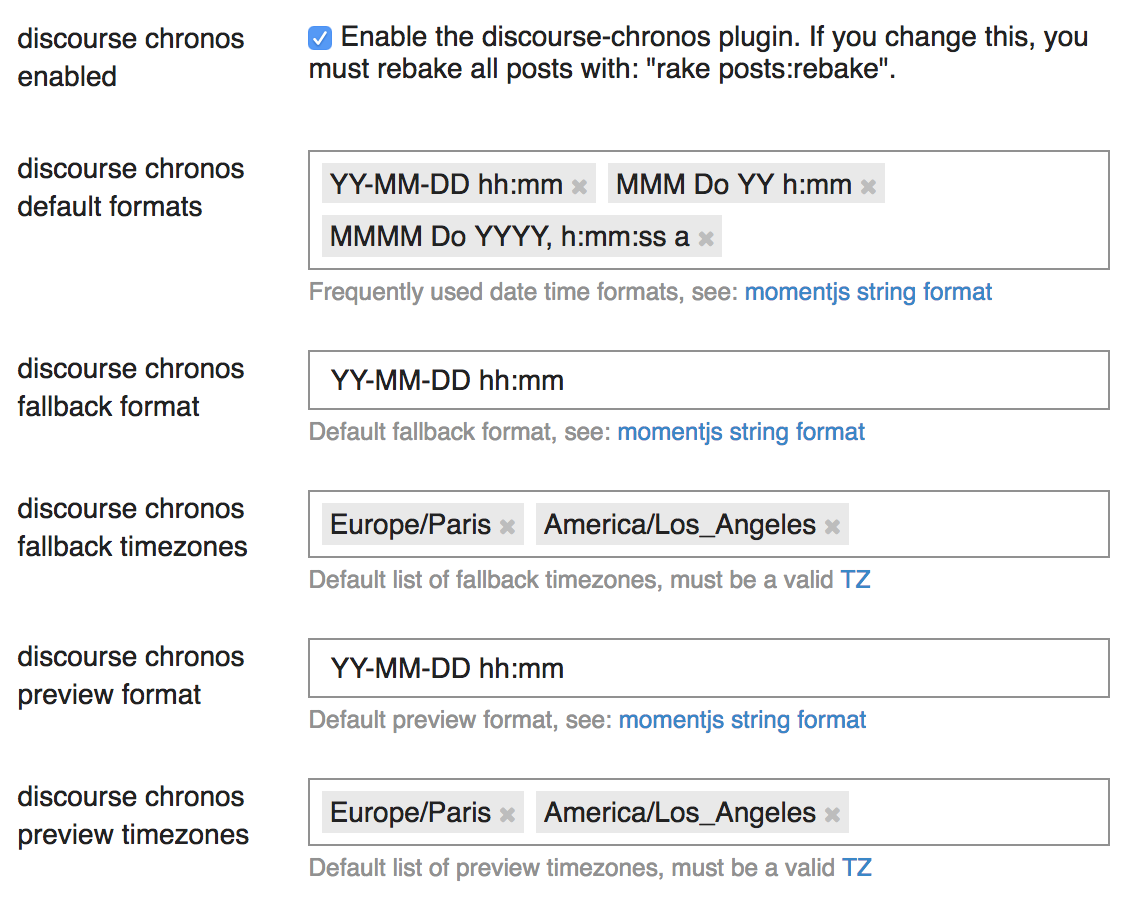 discourse chronos
enabled
Enable the discourse-chronos plugin. If you change this, you
must rebake all posts with: "rake posts:rebake".
discourse chronos
default formats
YY-MM-DD hh:mm
MMM Do YY h:mm
MMMM Do YYYY, h:mm:ss a
Frequently used date time formats, see: momentjs string format
discourse chronos
fallback format
YY-MM-DD hh:mm
Default fallback format, see: momentjs string format
discourse chronos
fallback timezones
Europe/Paris
America/Los_Angeles
Default list of fallback timezones, must be a valid TZ
discourse chronos
preview format
YY-MM-DD hh:mm
Default preview format, see: momentjs string format
discourse chronos
preview timezones
Europe/Paris
America/Los_Angeles
Default list of preview timezones, must be a valid TZ